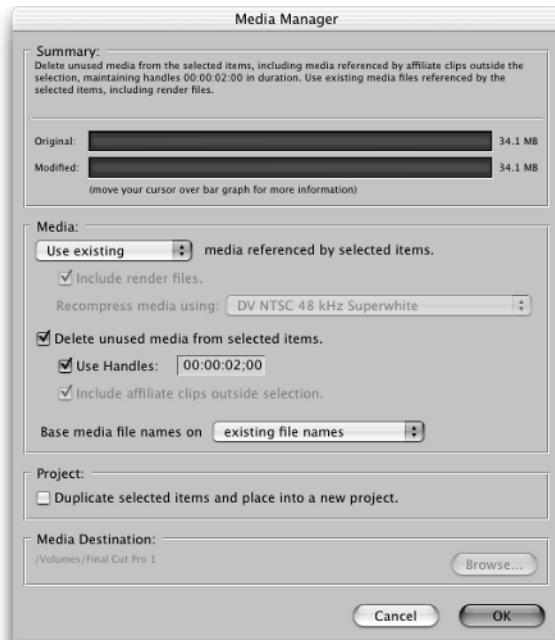 Media Manager
Summary:
Delete unused media from the selected items, including media referenced by affiliate clips outside the
selection, maintaining handles 00:00:02:00 in duration. Use existing media files referenced by the
selected items, including render files.
Original: 34.1 MB
Modified: 34.1 MB
(move your cursor over bar graph for more information)
Media:
Use existing media referenced by selected items.
Include render files.
Recompress media using: DV NTSC 48 kHz Superwhite
Delete unused media from selected items.
Use Handles: 00:00:02;00
Include affiliate clips outside selection.
Base media file names on existing file names
Project:
Duplicate selected items and place into a new project.
Media Destination:
/Volumes/Final Cut Pro 1
Browse...
Cancel OK